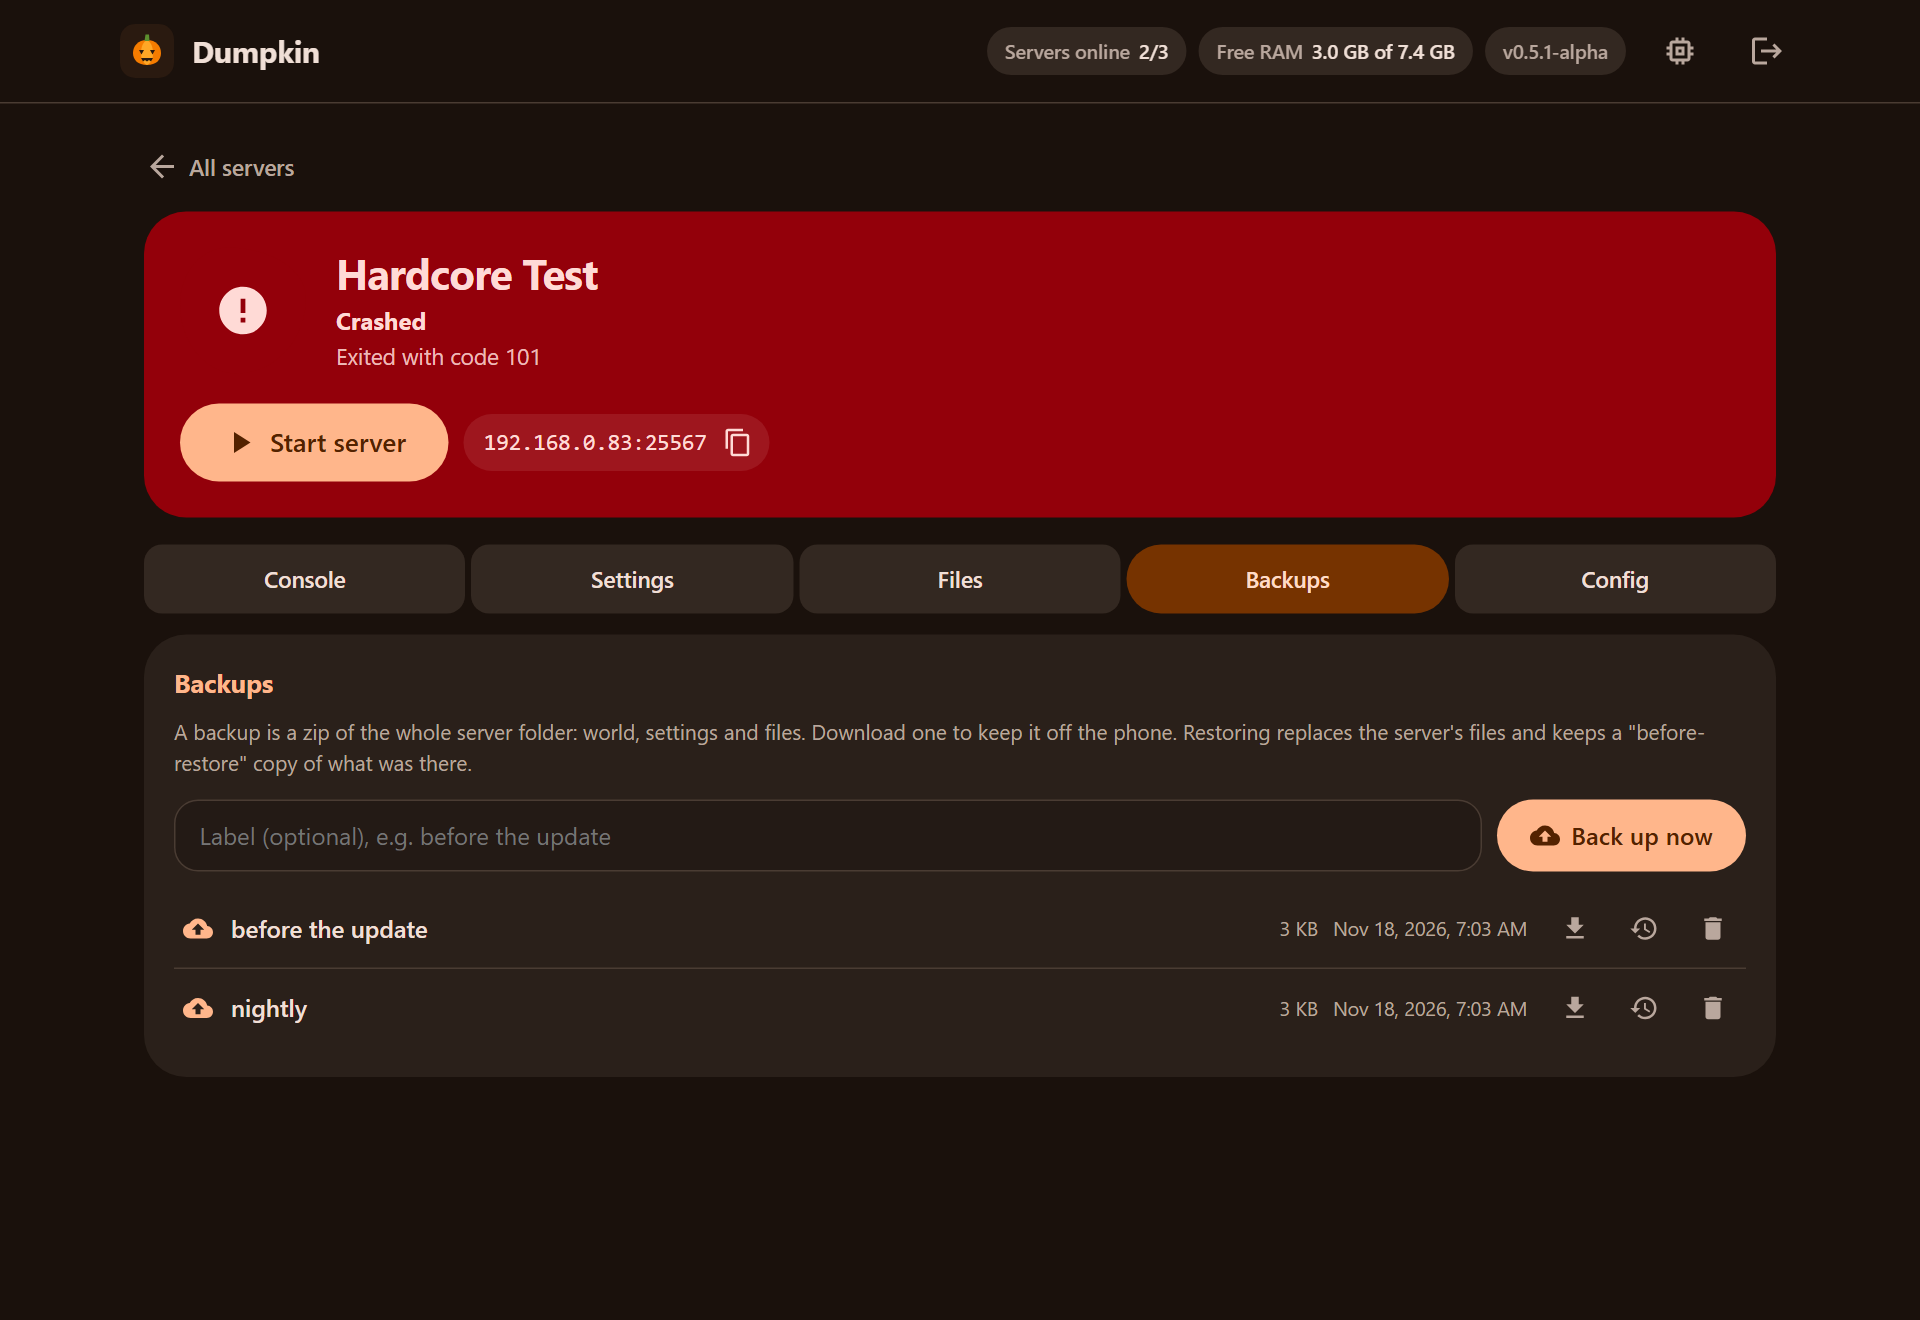 Dumpkin
Servers online 2/3
Free RAM 3.0 GB of 7.4 GB
v0.5.1-alpha
All servers
Hardcore Test
Crashed
Exited with code 101
Start server
192.168.0.83:25567
Console
Settings
Files
Backups
Config
Backups
A backup is a zip of the whole server folder: world, settings and files. Download one to keep it off the phone. Restoring replaces the server's files and keeps a "before-
restore" copy of what was there.
Label (optional), e.g. before the update
Back up now
before the update
3 KB Nov 18, 2026, 7:03 AM
nightly
3 KB Nov 18, 2026, 7:03 AM